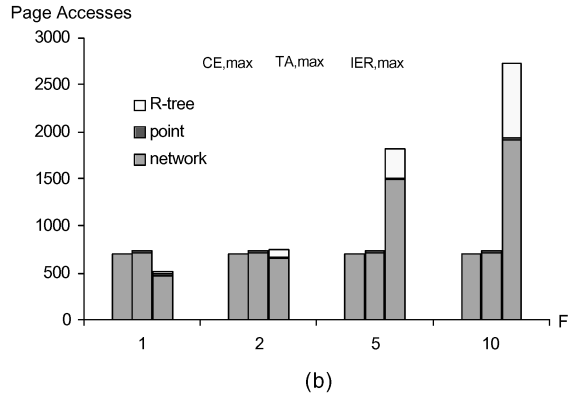 Page Accesses
3000
CE,max TA,max IER,max
2500
R-tree
2000
point
network
1500
1000
500
0
F
1 2 5 10
(b)